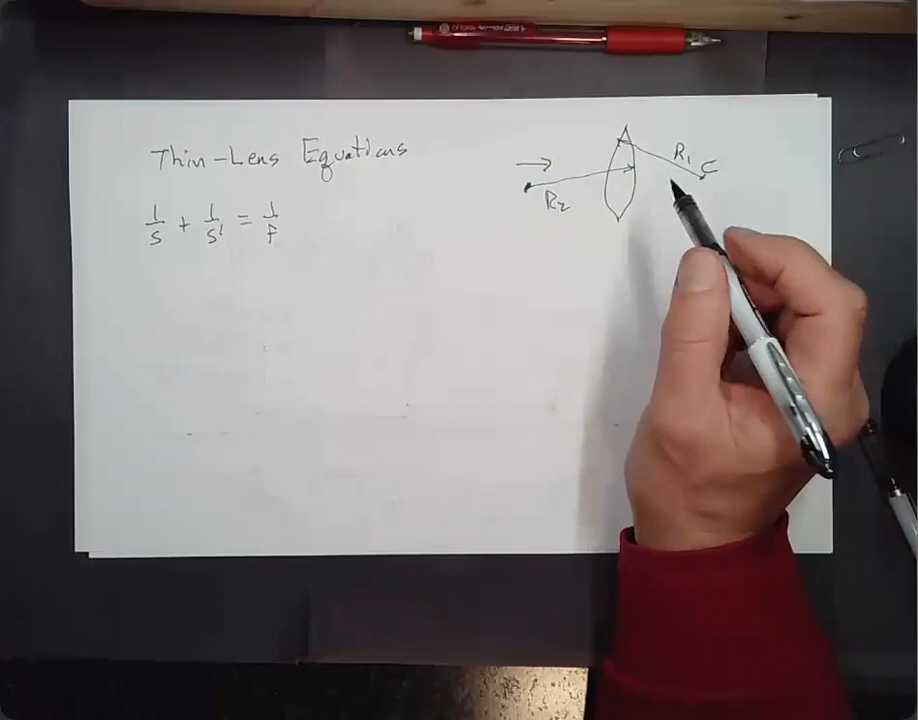 Thin-Lens Equations
1/s + 1/s' = 1/f
R₁ C
R₂